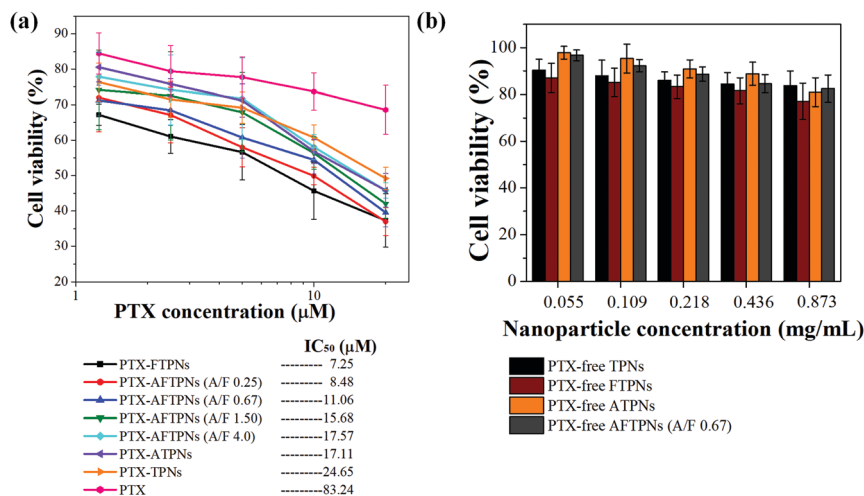 (a)
90
80
70
60
50
40
30
20
Cell viability (%)
1
10
PTX concentration (μM)
IC50 (μM)
PTX-FTPNs ---------- 7.25
PTX-AFTPNs (A/F 0.25) ---------- 8.48
PTX-AFTPNs (A/F 0.67) ----------11.06
PTX-AFTPNs (A/F 1.50) ----------15.68
PTX-AFTPNs (A/F 4.0) ----------17.57
PTX-ATPNs ----------17.11
PTX-TPNs ----------24.65
PTX ----------83.24
(b)
100
80
60
40
20
0
Cell viability (%)
0.055 0.109 0.218 0.436 0.873
Nanoparticle concentration (mg/mL)
PTX-free TPNs
PTX-free FTPNs
PTX-free ATPNs
PTX-free AFTPNs (A/F 0.67)